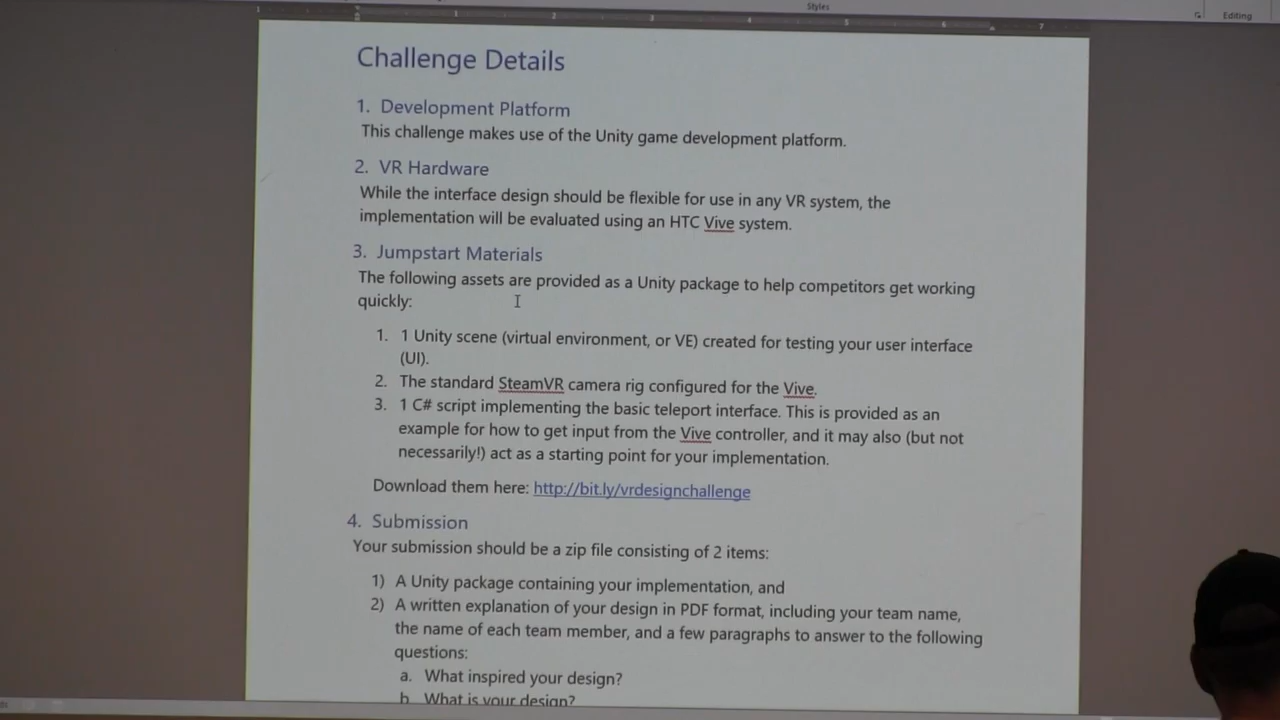 Styles
Editing
1 2 3 4 5 6 7
Challenge Details
1. Development Platform
This challenge makes use of the Unity game development platform.
2. VR Hardware
While the interface design should be flexible for use in any VR system, the
implementation will be evaluated using an HTC Vive system.
3. Jumpstart Materials
The following assets are provided as a Unity package to help competitors get working
quickly:
1. 1 Unity scene (virtual environment, or VE) created for testing your user interface
(UI).
2. The standard SteamVR camera rig configured for the Vive.
3. 1 C# script implementing the basic teleport interface. This is provided as an
example for how to get input from the Vive controller, and it may also (but not
necessarily!) act as a starting point for your implementation.
Download them here: http://bit.ly/vrdesignchallenge
4. Submission
Your submission should be a zip file consisting of 2 items:
1) A Unity package containing your implementation, and
2) A written explanation of your design in PDF format, including your team name,
the name of each team member, and a few paragraphs to answer to the following
questions:
a. What inspired your design?
b. What is your design?